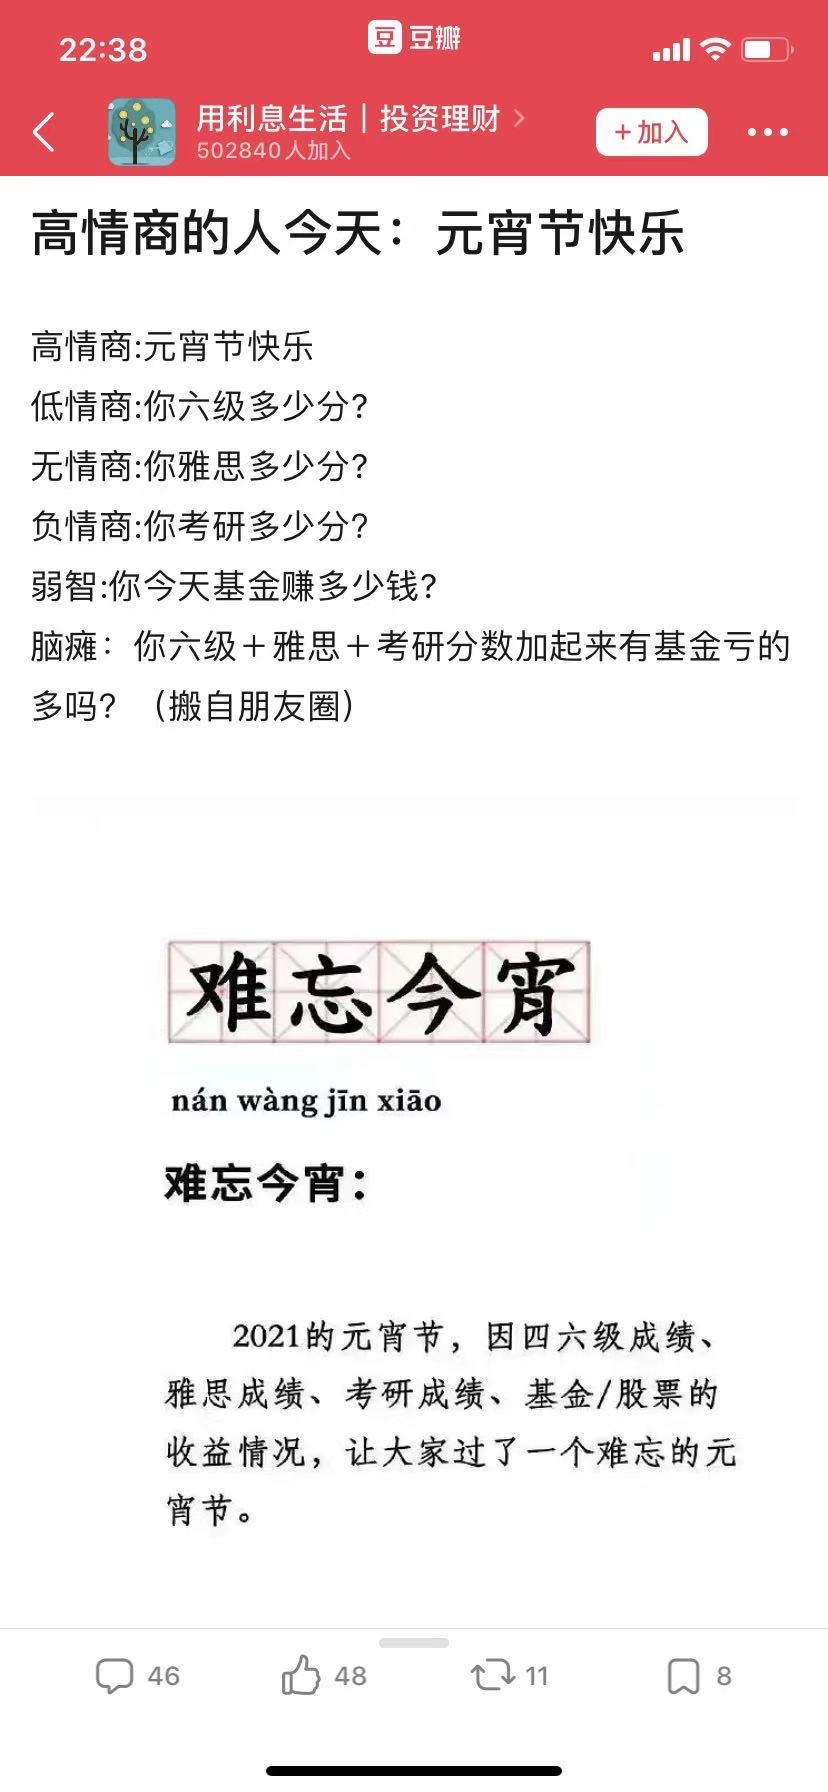 22:38
豆 豆瓣
用利息生活｜投资理财
502840人加入
+加入
高情商的人今天：元宵节快乐
高情商:元宵节快乐
低情商:你六级多少分?
无情商:你雅思多少分?
负情商:你考研多少分?
弱智:你今天基金赚多少钱?
脑瘫：你六级＋雅思＋考研分数加起来有基金亏的
多吗？（搬自朋友圈）
难忘今宵
nán wàng jīn xiāo
难忘今宵：
2021的元宵节，因四六级成绩、
雅思成绩、考研成绩、基金/股票的
收益情况，让大家过了一个难忘的元
宵节。
46
48
11
8